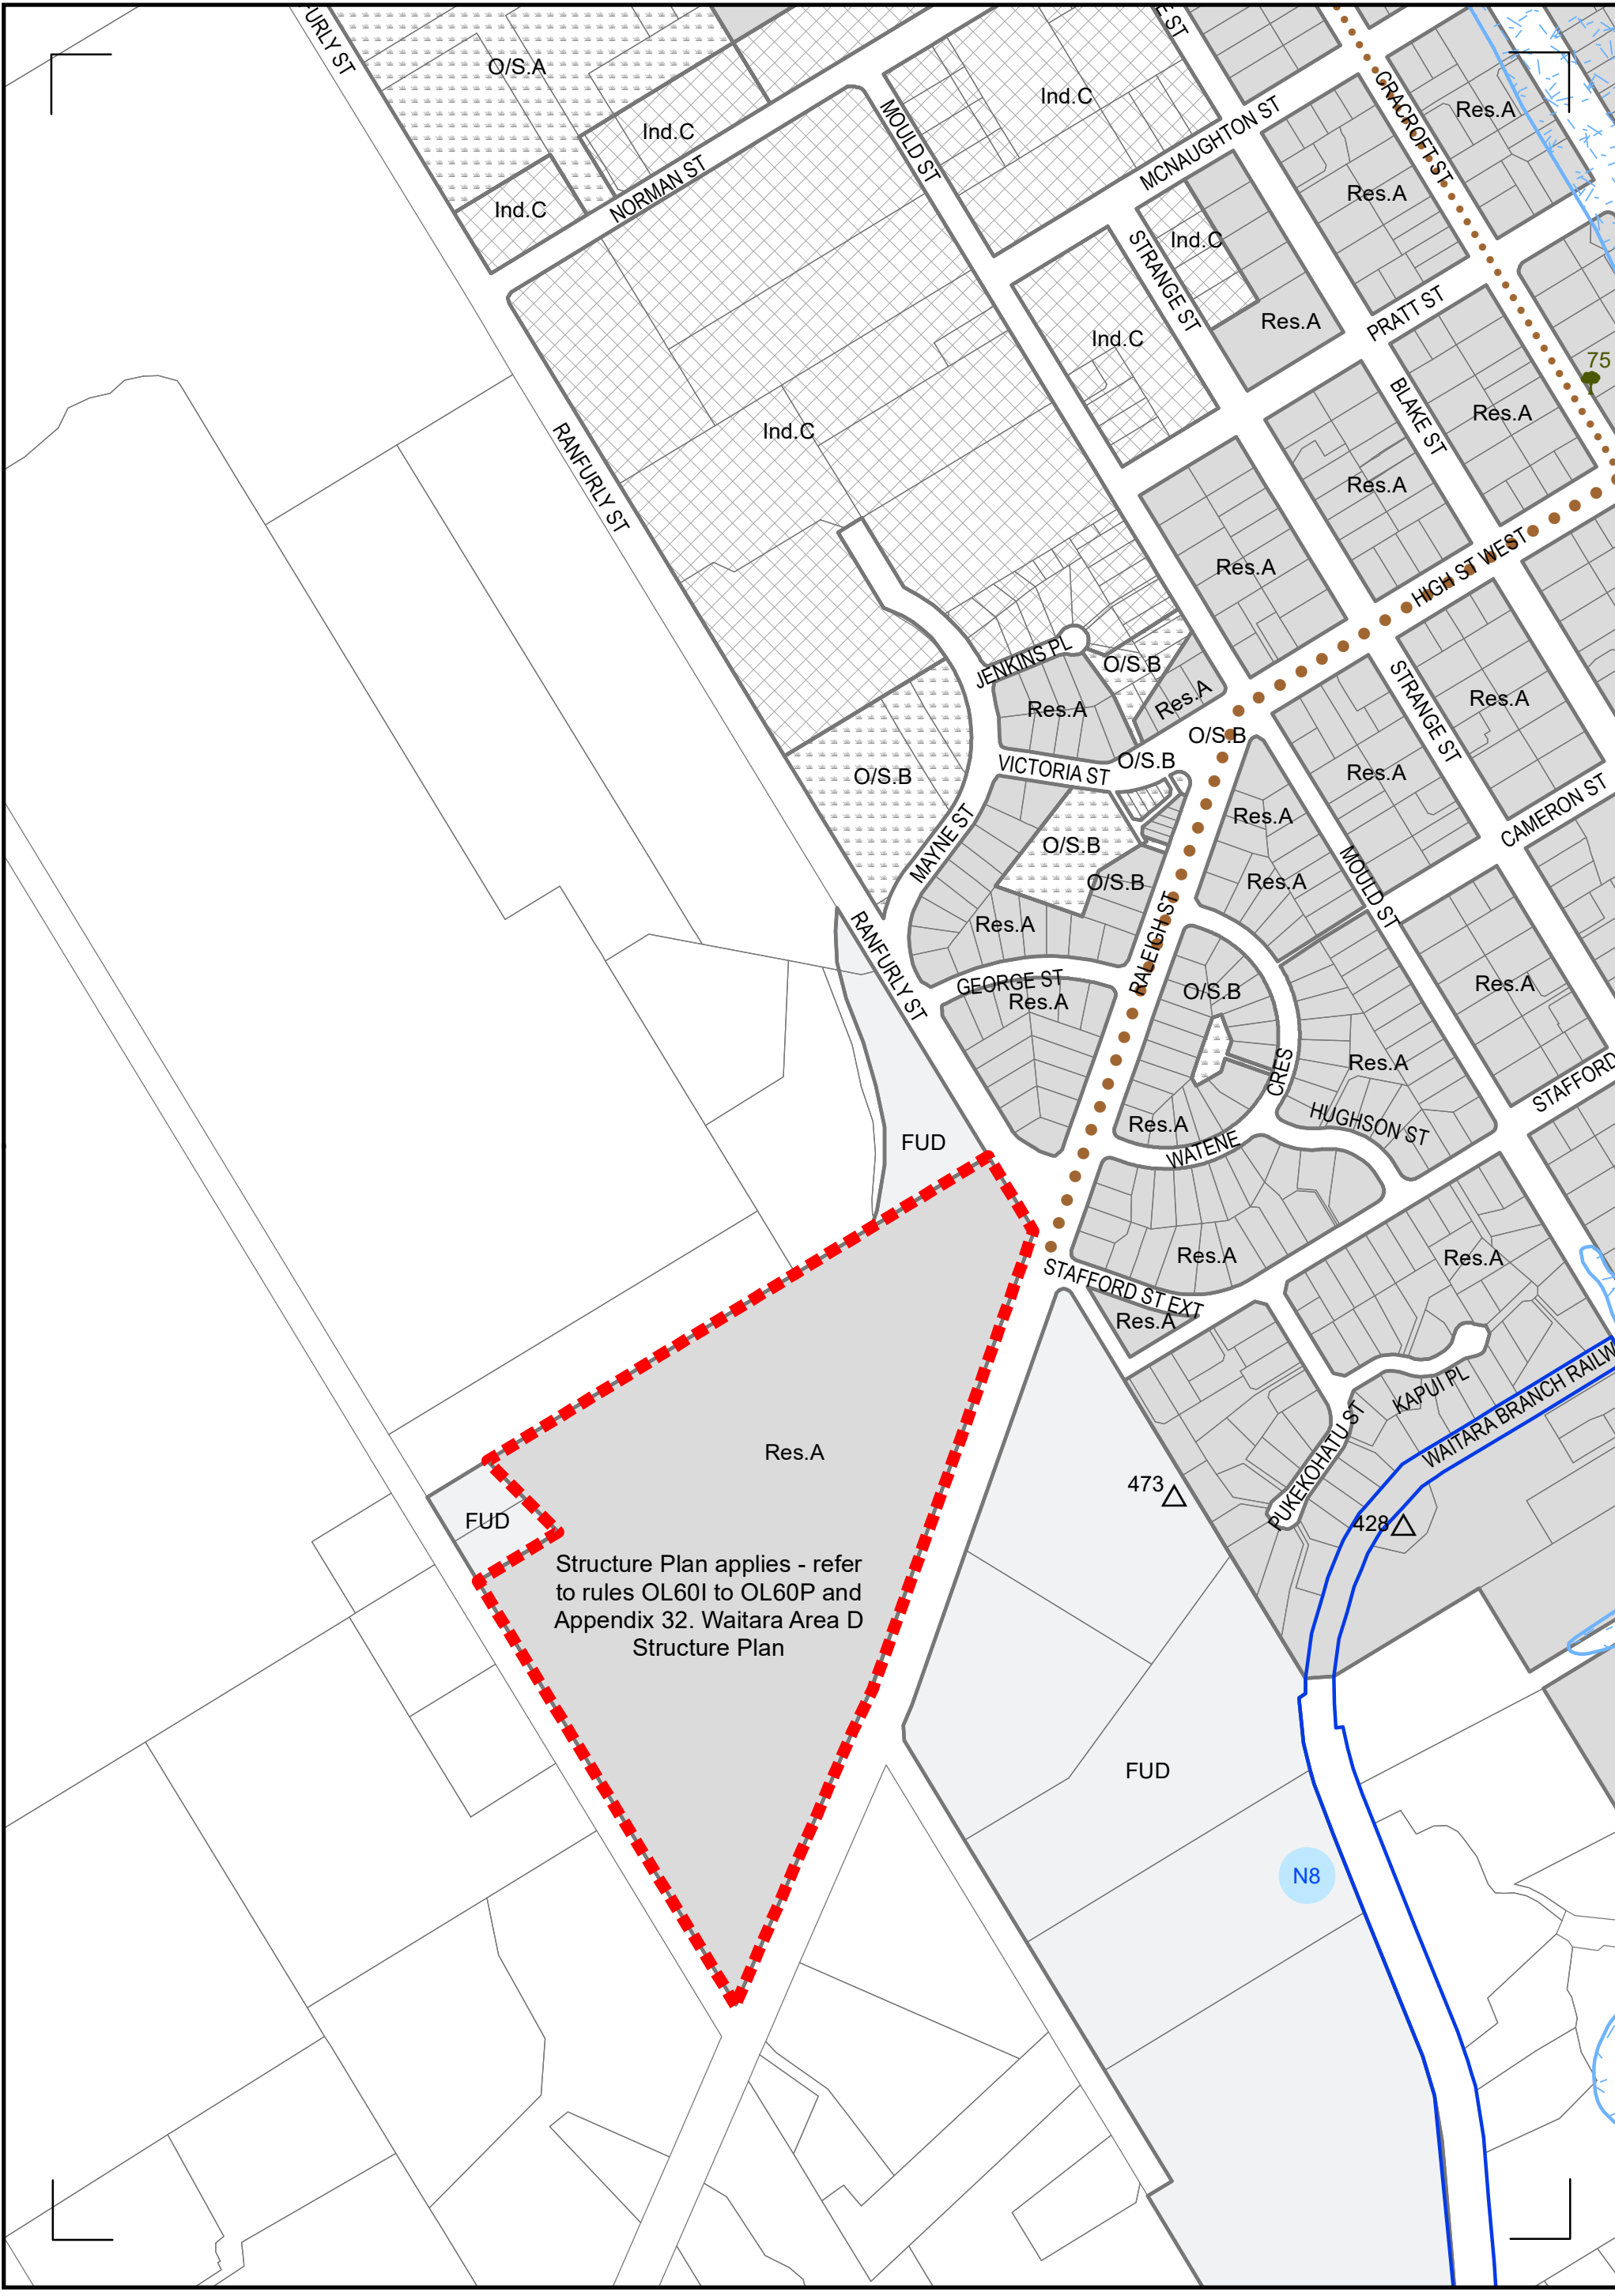 FURLY ST
O/S.A
E ST
Ind.C
CRACROFT ST
Res.A
Ind.C
MOULD ST
MCNAUGHTON ST
NORMAN ST
Res.A
Ind.C
STRANGE ST
Ind.C
Res.A
PRATT ST
Ind.C
75
BLAKE ST
Res.A
Ind.C
RANFURLY ST
Res.A
Res.A
HIGH ST WEST
JENKINS PL
O/S.B
Res.A
Res.A
STRANGE ST
Res.A
O/S.B
O/S.B
VICTORIA ST
O/S.B
Res.A
CAMERON ST
MAYNE ST
Res.A
O/S.B
O/S.B
Res.A
MOULD ST
Res.A
RANFURLY ST
RALEIGH ST
GEORGE ST
Res.A
O/S.B
Res.A
CRES
Res.A
STAFFORD
HUGHSON ST
Res.A
FUD
WATENE
Res.A
Res.A
STAFFORD ST EXT
Res.A
KAPUI PL
WAITARA BRANCH RAILW
Res.A
PUKEKOHATU ST
473
428
FUD
Structure Plan applies - refer
to rules OL60I to OL60P and
Appendix 32. Waitara Area D
Structure Plan
FUD
N8